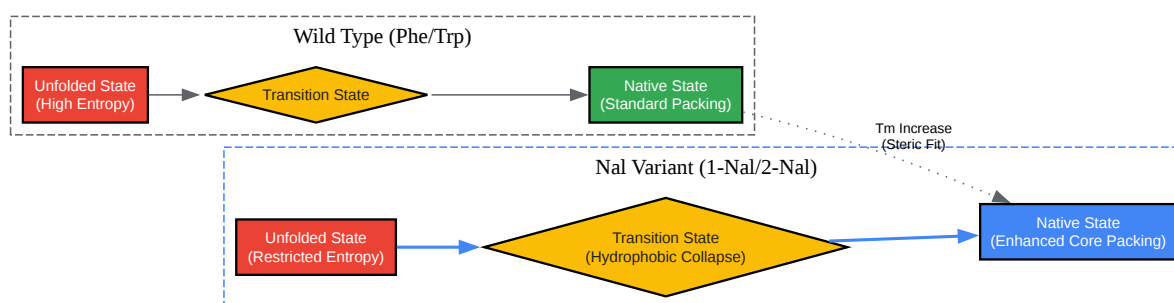 Wild Type (Phe/Trp)
Unfolded State
(High Entropy)
Transition State
Native State
(Standard Packing)
Tm Increase
(Steric Fit)
Nal Variant (1-Nal/2-Nal)
Unfolded State
(Restricted Entropy)
Transition State
(Hydrophobic Collapse)
Native State
(Enhanced Core Packing)